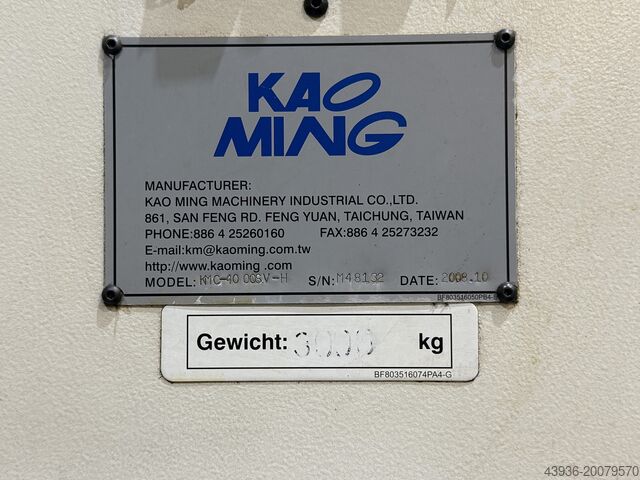 KAO
MING
MANUFACTURER:
KAO MING MACHINERY INDUSTRIAL CO.,LTD.
861, SAN FENG RD. FENG YUAN, TAICHUNG, TAIWAN
PHONE:886 4 25260160 FAX:886 4 25273232
E-mail:km@kaoming.com.tw
http://www.kaoming .com
MODEL: KMC-4000SV-H S/N: M48132 DATE: 2008.10
Gewicht: kg
BF803516074PA4-G
43936-20079570